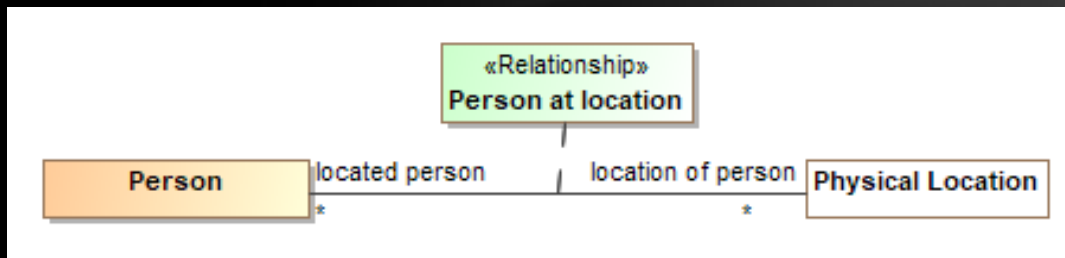 «Relationship»
Person at location
Person
located person
location of person
Physical Location
*
*